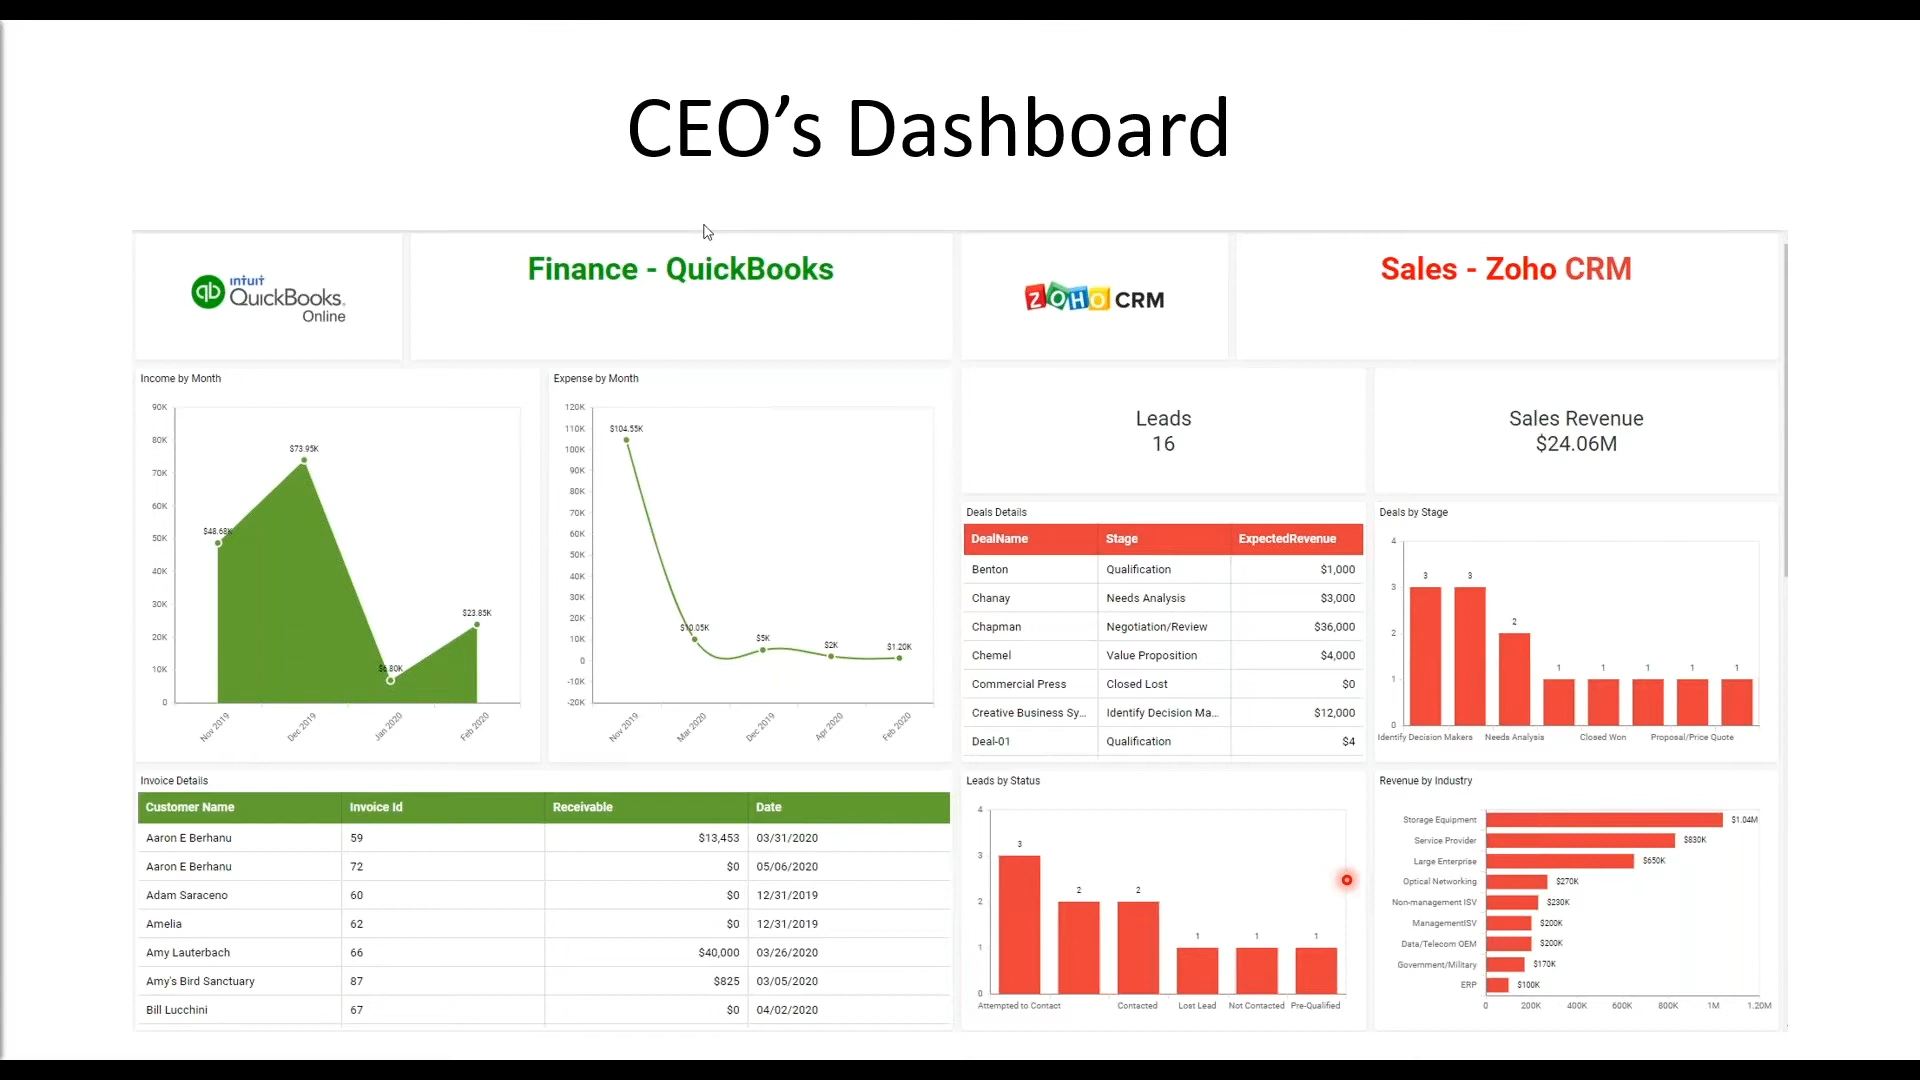 CEO’s Dashboard
intuit
qb QuickBooks.
Online
Finance - QuickBooks
ZOHO CRM
Sales - Zoho CRM
Income by Month
90K
80K
70K
60K
50K
40K
30K
20K
10K
0
$48.68K
$73.95K
$6.80K
$23.85K
Nov 2019
Dec 2019
Jan 2020
Feb 2020
Expense by Month
120K
110K
100K
90K
80K
70K
60K
50K
40K
30K
20K
10K
0
-10K
-20K
$104.55K
$10.05K
$5K
$2K
$1.20K
Nov 2019
Mar 2020
Dec 2019
Apr 2020
Feb 2020
Leads
16
Sales Revenue
$24.06M
Deals Details
DealName Stage ExpectedRevenue
Benton Qualification $1,000
Chanay Needs Analysis $3,000
Chapman Negotiation/Review $36,000
Chemel Value Proposition $4,000
Commercial Press Closed Lost $0
Creative Business Sy... Identify Decision Ma... $12,000
Deal-01 Qualification $4
Deals by Stage
4
3
2
1
0
3 3 2 1 1 1 1 1
Identify Decision Makers Needs Analysis Closed Won Proposal/Price Quote
Invoice Details
Customer Name Invoice Id Receivable Date
Aaron E Berhanu 59 $13,453 03/31/2020
Aaron E Berhanu 72 $0 05/06/2020
Adam Saraceno 60 $0 12/31/2019
Amelia 62 $0 12/31/2019
Amy Lauterbach 66 $40,000 03/26/2020
Amy's Bird Sanctuary 87 $825 03/05/2020
Bill Lucchini 67 $0 04/02/2020
Leads by Status
4
3
2
1
0
3 2 2 1 1 1
Attempted to Contact Contacted Lost Lead Not Contacted Pre-Qualified
Revenue by Industry
Storage Equipment $1.04M
Service Provider $830K
Large Enterprise $650K
Optical Networking $270K
Non-management ISV $230K
ManagementISV $200K
Data/Telecom OEM $200K
Government/Military $170K
ERP $100K
0 200K 400K 600K 800K 1M 1.20M